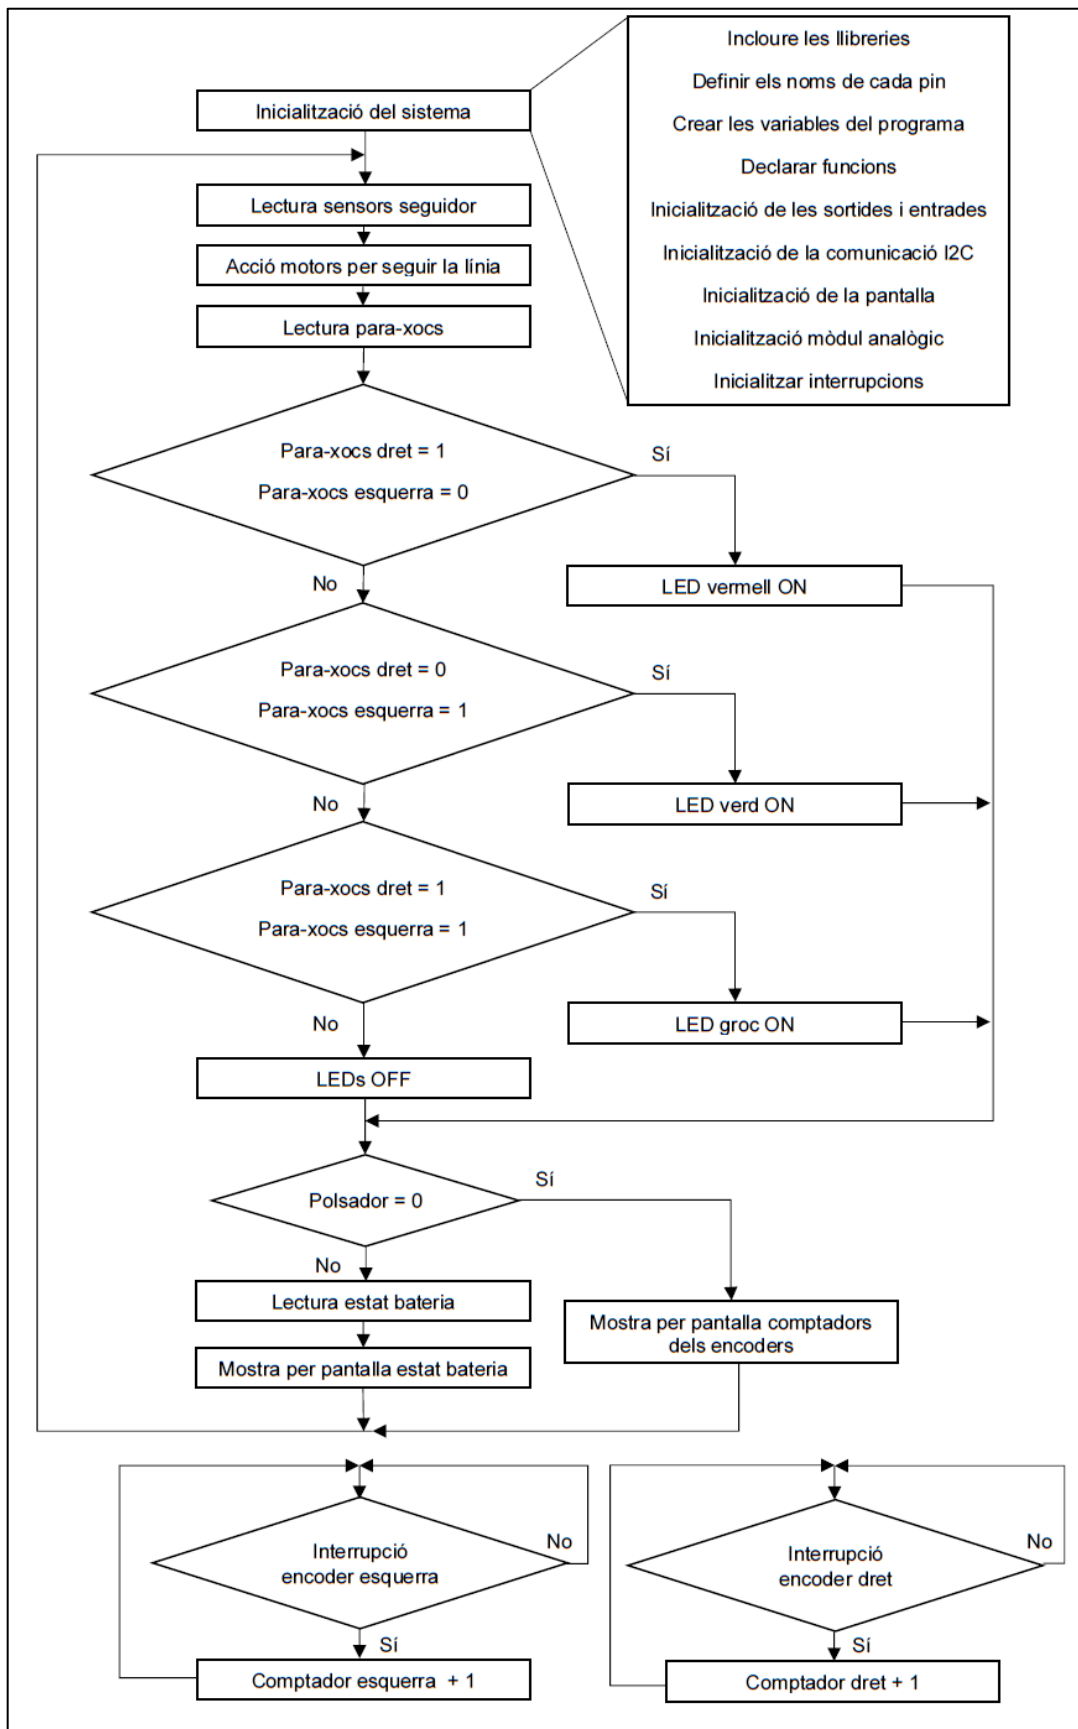 Incloure les llibreries
Definir els noms de cada pin
Crear les variables del programa
Declarar funcions
Inicialització de les sortides i entrades
Inicialització de la comunicació I2C
Inicialització de la pantalla
Inicialització mòdul analògic
Inicialitzar interrupcions
Inicialització del sistema
Lectura sensors seguidor
Acció motors per seguir la línia
Lectura para-xocs
Para-xocs dret = 1
Para-xocs esquerra = 0
Sí
LED vermell ON
No
Para-xocs dret = 0
Para-xocs esquerra = 1
Sí
LED verd ON
No
Para-xocs dret = 1
Para-xocs esquerra = 1
Sí
LED groc ON
No
LEDs OFF
Polsador = 0
Sí
No
Lectura estat bateria
Mostra per pantalla estat bateria
Mostra per pantalla comptadors
dels encoders
Interrupció
encoder esquerra
No
Sí
Comptador esquerra + 1
Interrupció
encoder dret
No
Sí
Comptador dret + 1